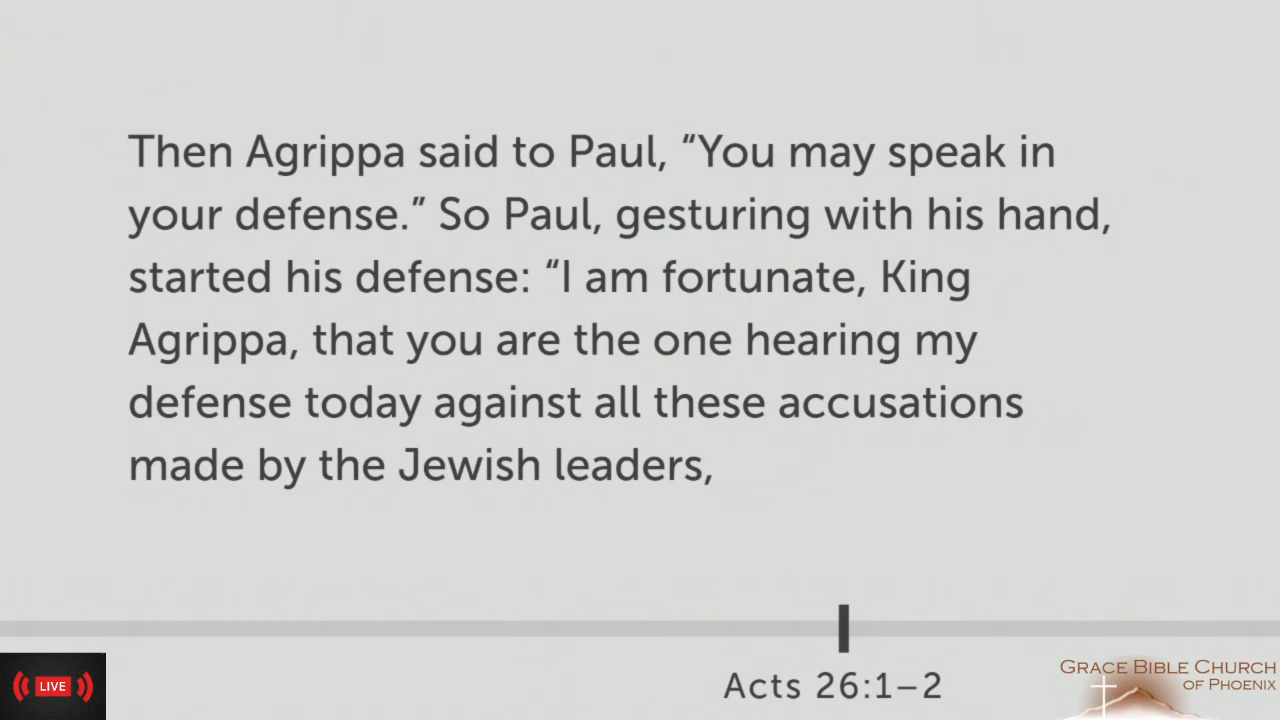 Then Agrippa said to Paul, “You may speak in
your defense.” So Paul, gesturing with his hand,
started his defense: “I am fortunate, King
Agrippa, that you are the one hearing my
defense today against all these accusations
made by the Jewish leaders,
LIVE
Acts 26:1–2
GRACE BIBLE CHURCH
OF PHOENIX